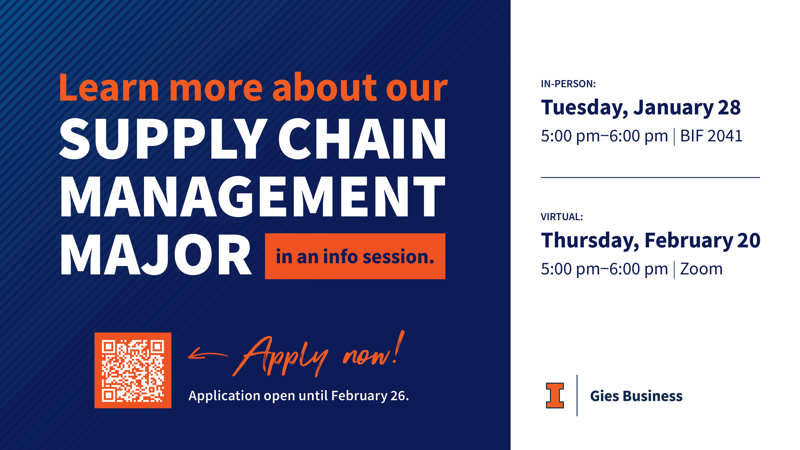 Learn more about our
SUPPLY CHAIN
MANAGEMENT
MAJOR in an info session.
Apply now!
Application open until February 26.
IN-PERSON:
Tuesday, January 28
5:00 pm–6:00 pm | BIF 2041
VIRTUAL:
Thursday, February 20
5:00 pm–6:00 pm | Zoom
I | Gies Business